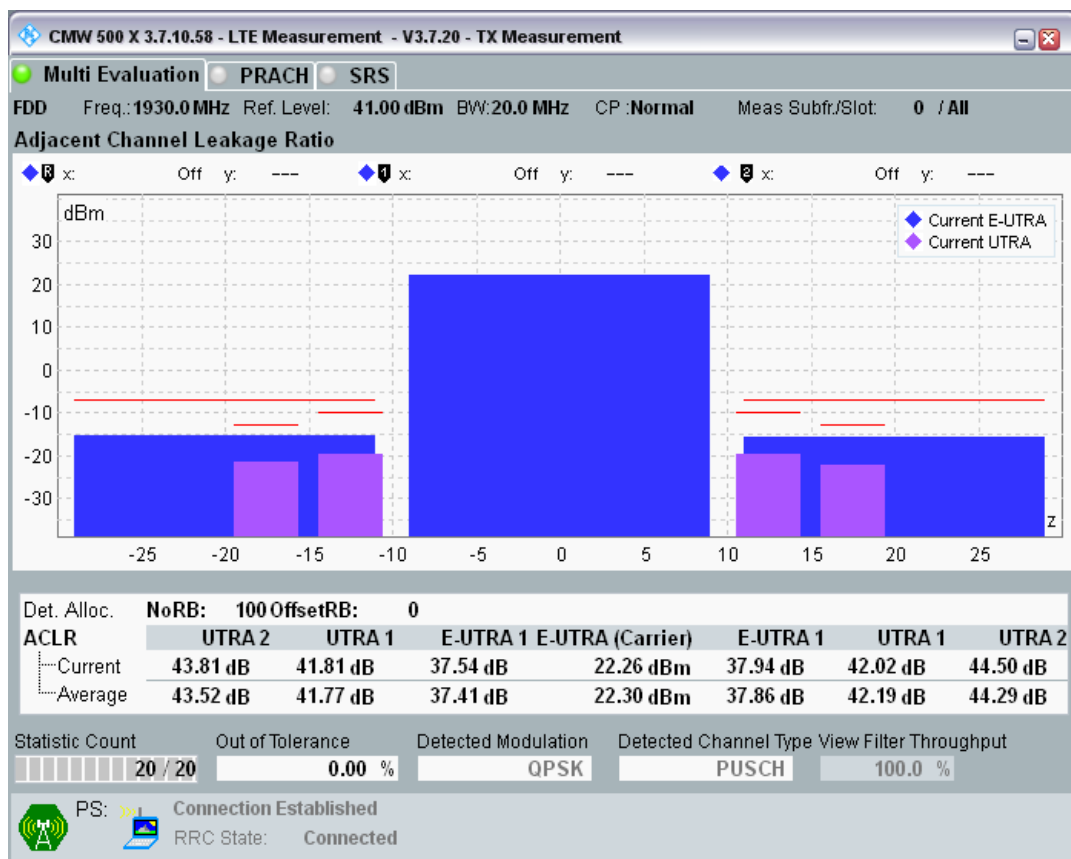 CMW 500 X 3.7.10.58 - LTE Measurement - V3.7.20 - TX Measurement
Multi Evaluation PRACH SRS
FDD Freq.: 1930.0 MHz Ref. Level: 41.00 dBm BW: 20.0 MHz CP : Normal Meas Subfr./Slot: 0 / All
Adjacent Channel Leakage Ratio
R x: Off y: --- 1 x: Off y: --- 2 x: Off y: ---
dBm
Current E-UTRA
Current UTRA
30
20
10
0
-10
-20
-30
z
-25 -20 -15 -10 -5 0 5 10 15 20 25
Det. Alloc. NoRB: 100 OffsetRB: 0
ACLR UTRA 2 UTRA 1 E-UTRA 1 E-UTRA (Carrier) E-UTRA 1 UTRA 1 UTRA 2
Current 43.81 dB 41.81 dB 37.54 dB 22.26 dBm 37.94 dB 42.02 dB 44.50 dB
Average 43.52 dB 41.77 dB 37.41 dB 22.30 dBm 37.86 dB 42.19 dB 44.29 dB
Statistic Count Out of Tolerance Detected Modulation Detected Channel Type View Filter Throughput
20 / 20 0.00 % QPSK PUSCH 100.0 %
PS: Connection Established
RRC State: Connected